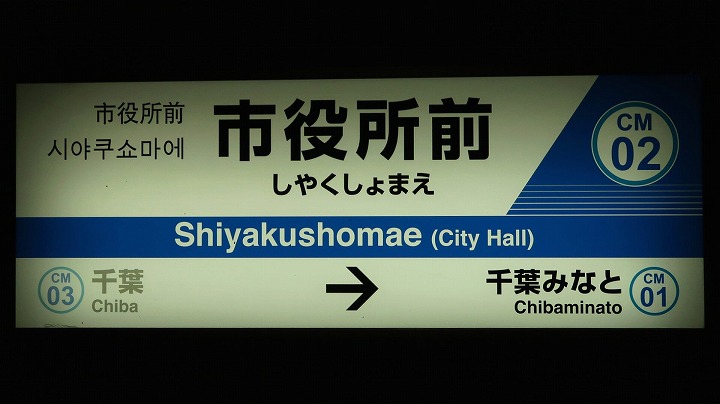 市役所前
시야쿠쇼마에
市役所前
しやくしょまえ
CM
02
Shiyakushomae (City Hall)
CM
03
千葉
Chiba
→
千葉みなと
Chibaminato
CM
01